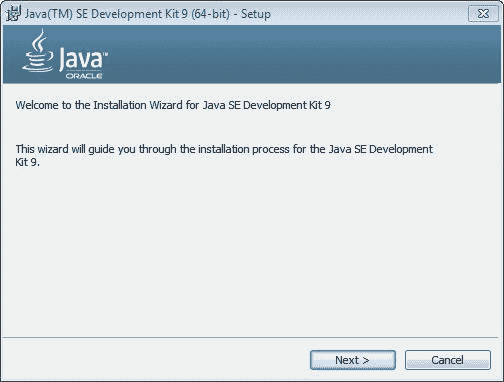 Java(TM) SE Development Kit 9 (64-bit) - Setup
Java™
ORACLE
Welcome to the Installation Wizard for Java SE Development Kit 9
This wizard will guide you through the installation process for the Java SE Development
Kit 9.
Next >
Cancel